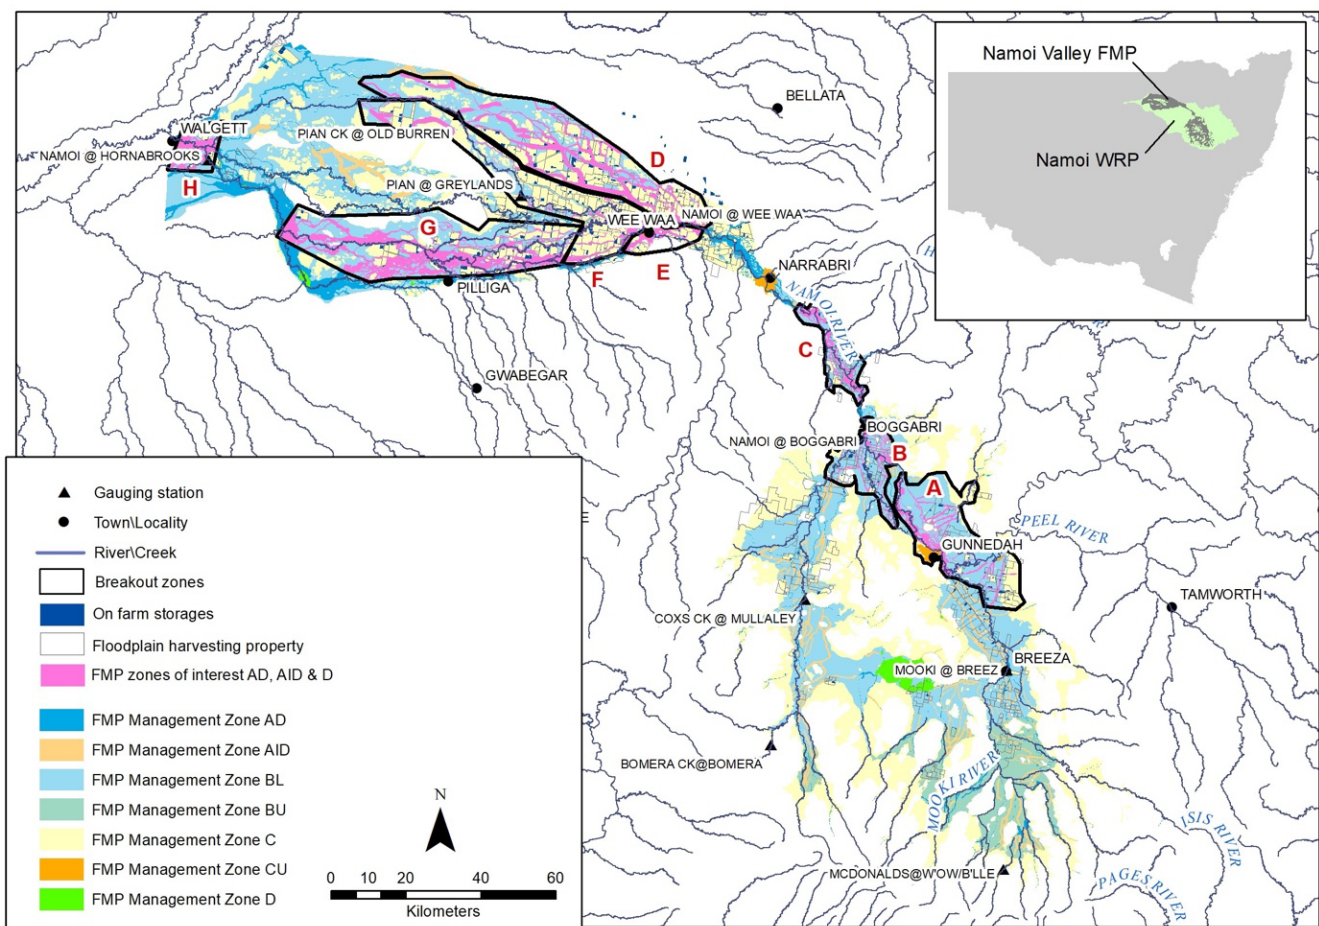 Namoi Valley FMP
Namoi WRP
BELLATA
WALGETT
PIAN CK @ OLD BURREN
NAMOI @ HORNABROOKS
D
H
PIAN @ GREYLANDS
WEE WAA
NAMOI @ WEE WAA
G
F
E
PILLIGA
NARRABRI
NAMOI RIVER
C
GWABEGAR
BOGGABRI
NAMOI @ BOGGABRI
B
A
PEEL RIVER
GUNNEDAH
TAMWORTH
COXS CK @ MULLALEY
BREEZA
MOOKI @ BREEZ
BOMERA CK@BOMERA
MOOKI RIVER
ISIS RIVER
MCDONALDS@W'OW/B'LLE
PAGES RIVER
Gauging station
Town\Locality
River\Creek
Breakout zones
On farm storages
Floodplain harvesting property
FMP zones of interest AD, AID & D
FMP Management Zone AD
FMP Management Zone AID
FMP Management Zone BL
FMP Management Zone BU
FMP Management Zone C
FMP Management Zone CU
FMP Management Zone D
N
0 10 20 40 60
Kilometers